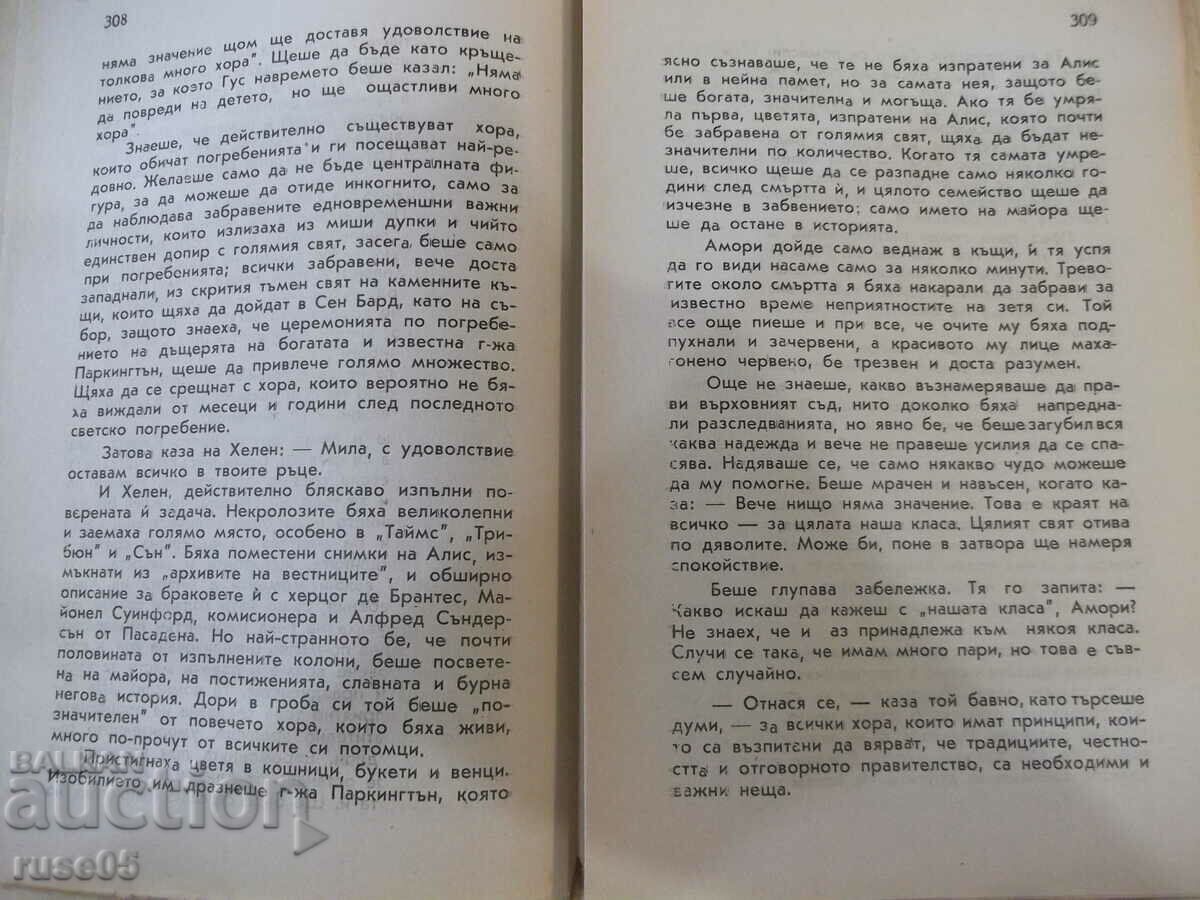 308
няма значение щом ще доставя удоволствие на
толкова много хора". Щеше да бъде като кръще-
нието, за което Гус навремето беше казал: „Няма
да повреди на детето, но ще ощастливи много
хора".
Знаеше, че действително съществуват хора,
които обичат погребенията и ги посещават най-ре-
довно. Желаеше само да не бъде централната фи-
гура, за да можеше да отиде инкогнито, само за
да наблюдава забравените едновременшни важни
личности, които излизаха из миши дупки и чийто
единствен допир с голямия свят, засега, беше само
при погребенията; всички забравени, вече доста
западнали, из скрития тъмен свят на каменните къ-
щи, които щяха да дойдат в Сен Бард, като на съ-
бор, защото знаеха, че церемонията по погребе-
нието на дъщерята на богатата и известна г-жа
Паркингтън, щеше да привлече голямо множество.
Щяха да се срещнат с хора, които вероятно не бя-
ха виждали от месеци и години след последното
светско погребение.
Затова каза на Хелен: — Мила, с удоволствие
оставам всичко в твоите ръце.
И Хелен, действително бляскаво изпълни по-
верената ѝ задача. Некролозите бяха великолепни
и заемаха голямо място, особено в „Таймс", „Три-
бюн" и „Сън". Бяха поместени снимки на Алис, из-
мъкнати из „архивите на вестниците", и обширно
описание за браковете ѝ с херцог де Брантес, Ма-
йонел Суинфорд, комисионера и Алфред Съндер-
сън от Пасадена. Но най-странното бе, че почти
половината от изпълнените колони, беше посвете-
на на майора, на постиженията, славната и бурна
негова история. Дори в гроба си той беше „по-
значителен" от повечето хора, които бяха живи,
много по-прочут от всичките си потомци.
Пристигнаха цветя в кошници, букети и венци.
Изобилието им дразнеше г-жа Паркингтън, която
309
ясно съзнаваше, че те не бяха изпратени за Алис
или в нейна памет, но за самата нея, защото бе-
ше богата, значителна и могъща. Ако тя бе умря-
ла първа, цветята, изпратени на Алис, която почти
бе забравена от голямия свят, щяха да бъдат не-
значителни по количество. Когато тя самата умре-
ше, всичко щеше да се разпадне само няколко го-
дини след смъртта ѝ, и цялото семейство щеше да
изчезне в забвението; само името на майора ще-
ше да остане в историята.
Амори дойде само веднаж в къщи, и тя успя
да го види насаме само за няколко минути. Трево-
гите около смъртта я бяха накарали да забрави за
известно време неприятностите на зетя си. Той
все още пиеше и при все, че очите му бяха под-
пухнали и зачервени, а красивото му лице маха-
гонено червено, бе трезвен и доста разумен.
Още не знаеше, какво възнамеряваше да пра-
ви върховният съд, нито доколко бяха напредна-
ли разследванията, но явно бе, че беше загубил вся
каква надежда и вече не правеше усилия да се спа-
сява. Надяваше се, че само някакво чудо можеше
да му помогне. Беше мрачен и навъсен, когато ка-
за: — Вече нищо няма значение. Това е краят на
всичко — за цялата наша класа. Целият свят отива
по дяволите. Може би, поне в затвора ще намеря
спокойствие.
Беше глупава забележка. Тя го запита: —
Какво искаш да кажеш с „нашата класа", Амори?
Не знаех, че и аз принадлежа към някоя класа.
Случи се така, че имам много пари, но това е съв-
сем случайно.
— Отнася се, — каза той бавно, като търсеше
думи, — за всички хора, които имат принципи, кои-
то са възпитени да вярват, че традициите, честно-
стта и отговорното правителство, са необходими и
важни неща.
BALKAN
auction
ruse05